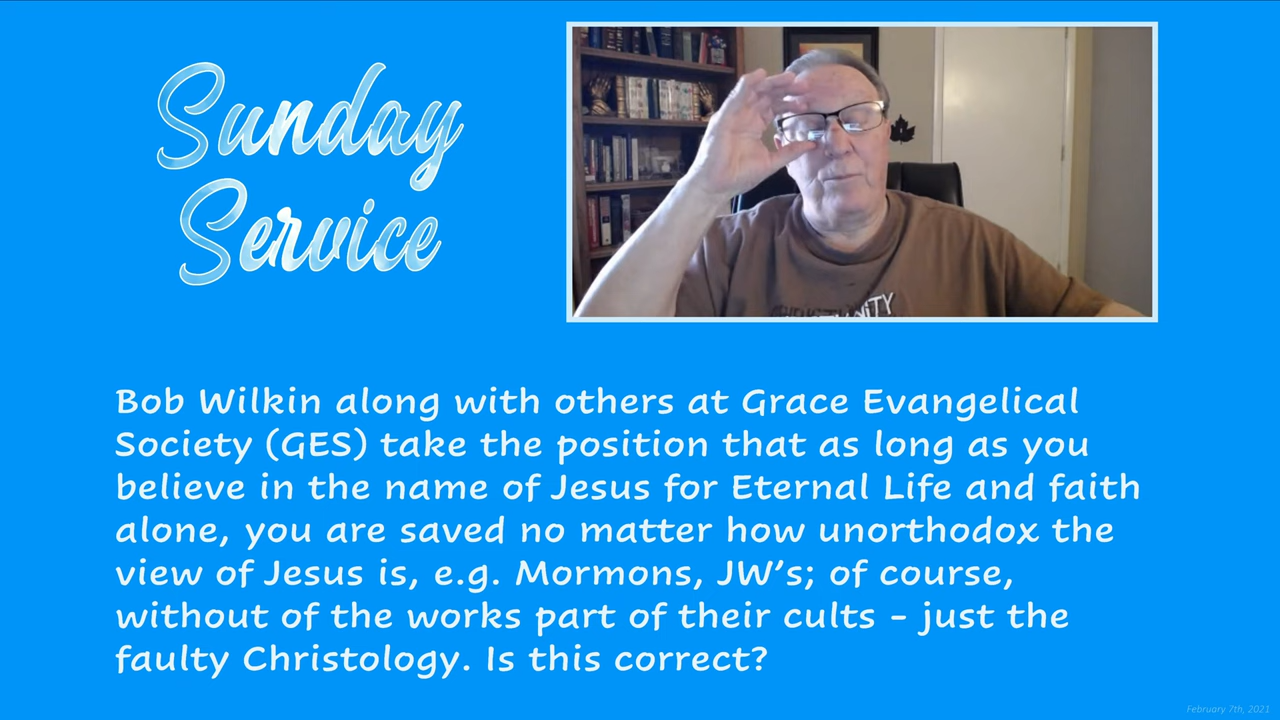 Sunday
Service
Bob Wilkin along with others at Grace Evangelical
Society (GES) take the position that as long as you
believe in the name of Jesus for Eternal Life and faith
alone, you are saved no matter how unorthodox the
view of Jesus is, e.g. Mormons, JW's; of course,
without of the works part of their cults – just the
faulty Christology. Is this correct?
February 7th, 2021